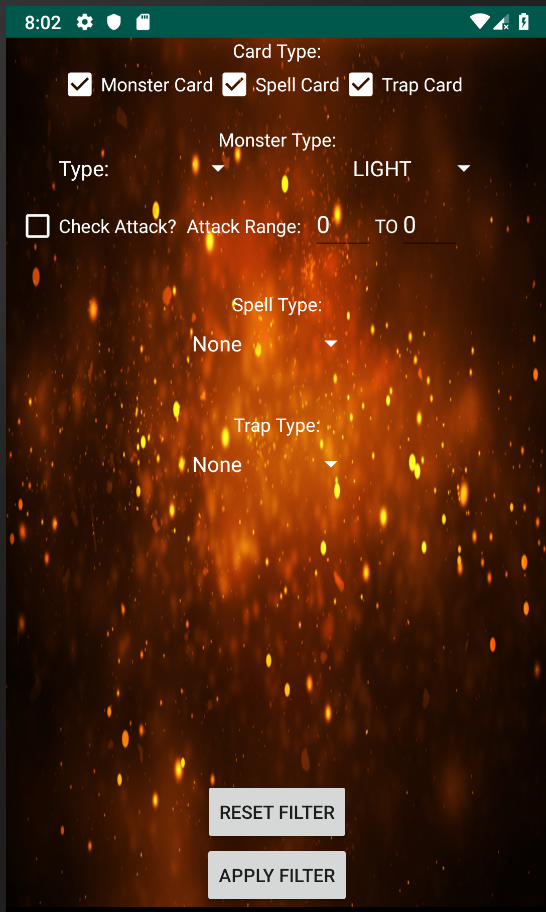 8:02
Card Type:
Monster Card Spell Card Trap Card
Monster Type:
Type: LIGHT
Check Attack? Attack Range: 0 TO 0
Spell Type:
None
Trap Type:
None
RESET FILTER
APPLY FILTER